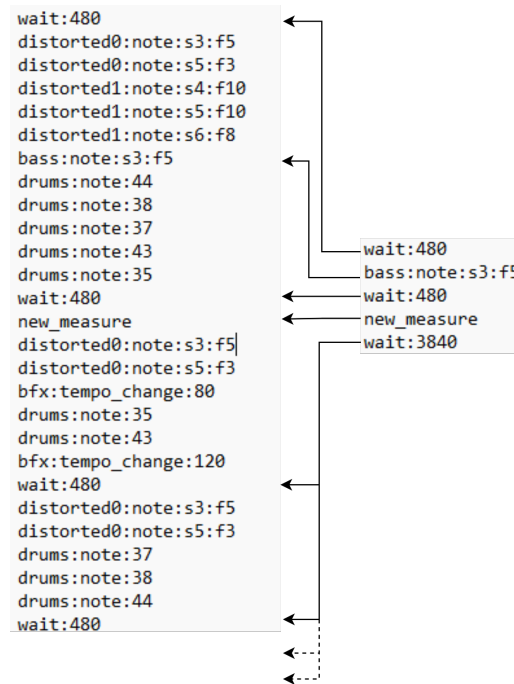 wait:480
distorted0:note:s3:f5
distorted0:note:s5:f3
distorted1:note:s4:f10
distorted1:note:s5:f10
distorted1:note:s6:f8
bass:note:s3:f5
drums:note:44
drums:note:38
drums:note:37
drums:note:43
drums:note:35
wait:480
new_measure
distorted0:note:s3:f5
distorted0:note:s5:f3
bfx:tempo_change:80
drums:note:35
drums:note:43
bfx:tempo_change:120
wait:480
distorted0:note:s3:f5
distorted0:note:s5:f3
drums:note:37
drums:note:38
drums:note:44
wait:480
wait:480
bass:note:s3:f5
wait:480
new_measure
wait:3840